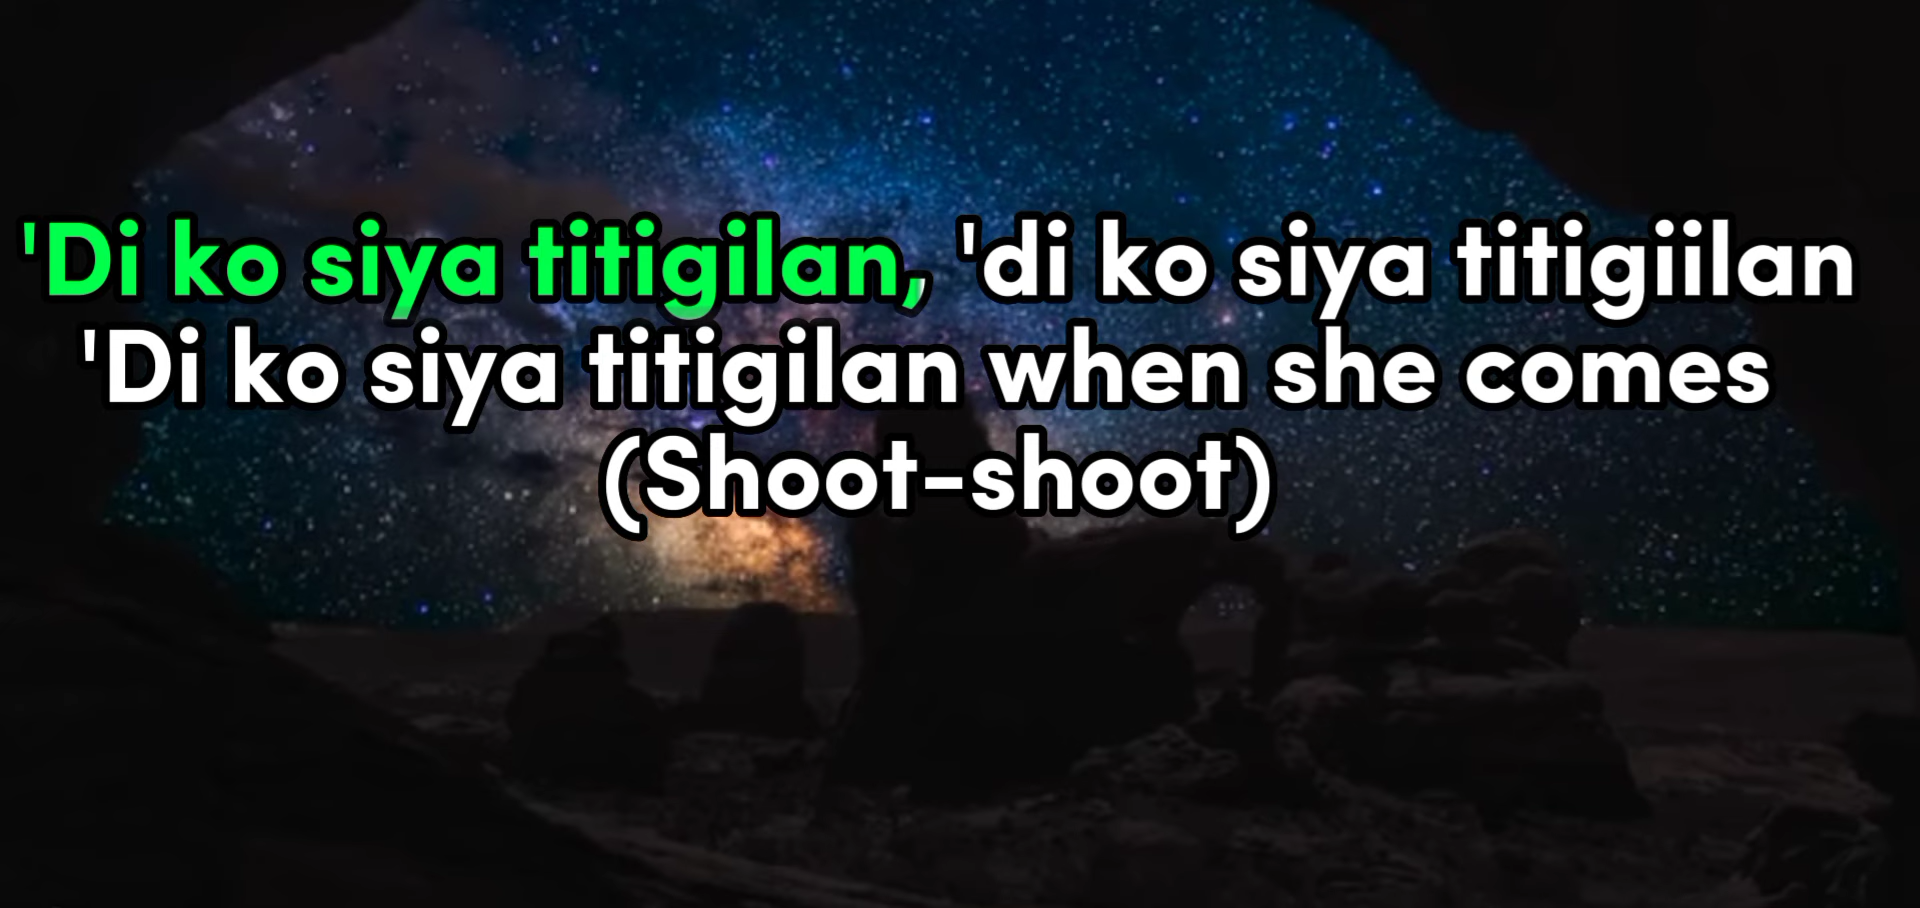 'Di ko siya titigilan, 'di ko siya titigiilan
'Di ko siya titigilan when she comes
(Shoot-shoot)